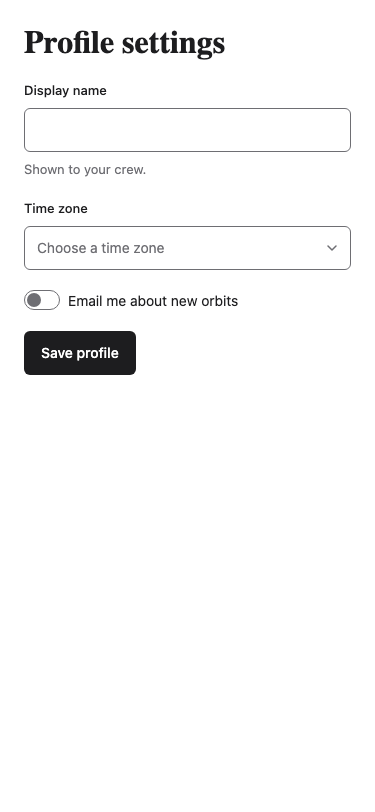 Profile settings
Display name
Shown to your crew.
Time zone
Choose a time zone
Email me about new orbits
Save profile